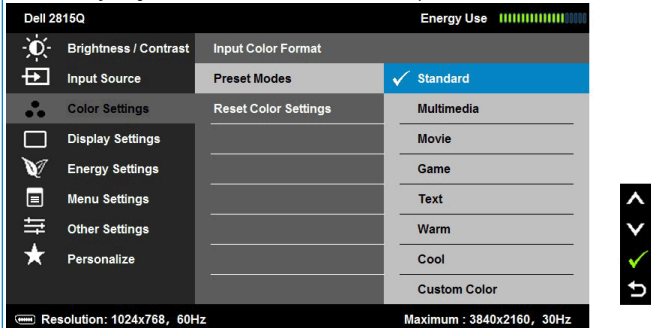 Dell 2815Q Energy Use
Brightness / Contrast Input Color Format
Input Source Preset Modes Standard
Color Settings Reset Color Settings Multimedia
Display Settings Movie
Energy Settings Game
Menu Settings Text
Other Settings Warm
Personalize Cool
Custom Color
Resolution: 1024x768, 60Hz Maximum : 3840x2160, 30Hz